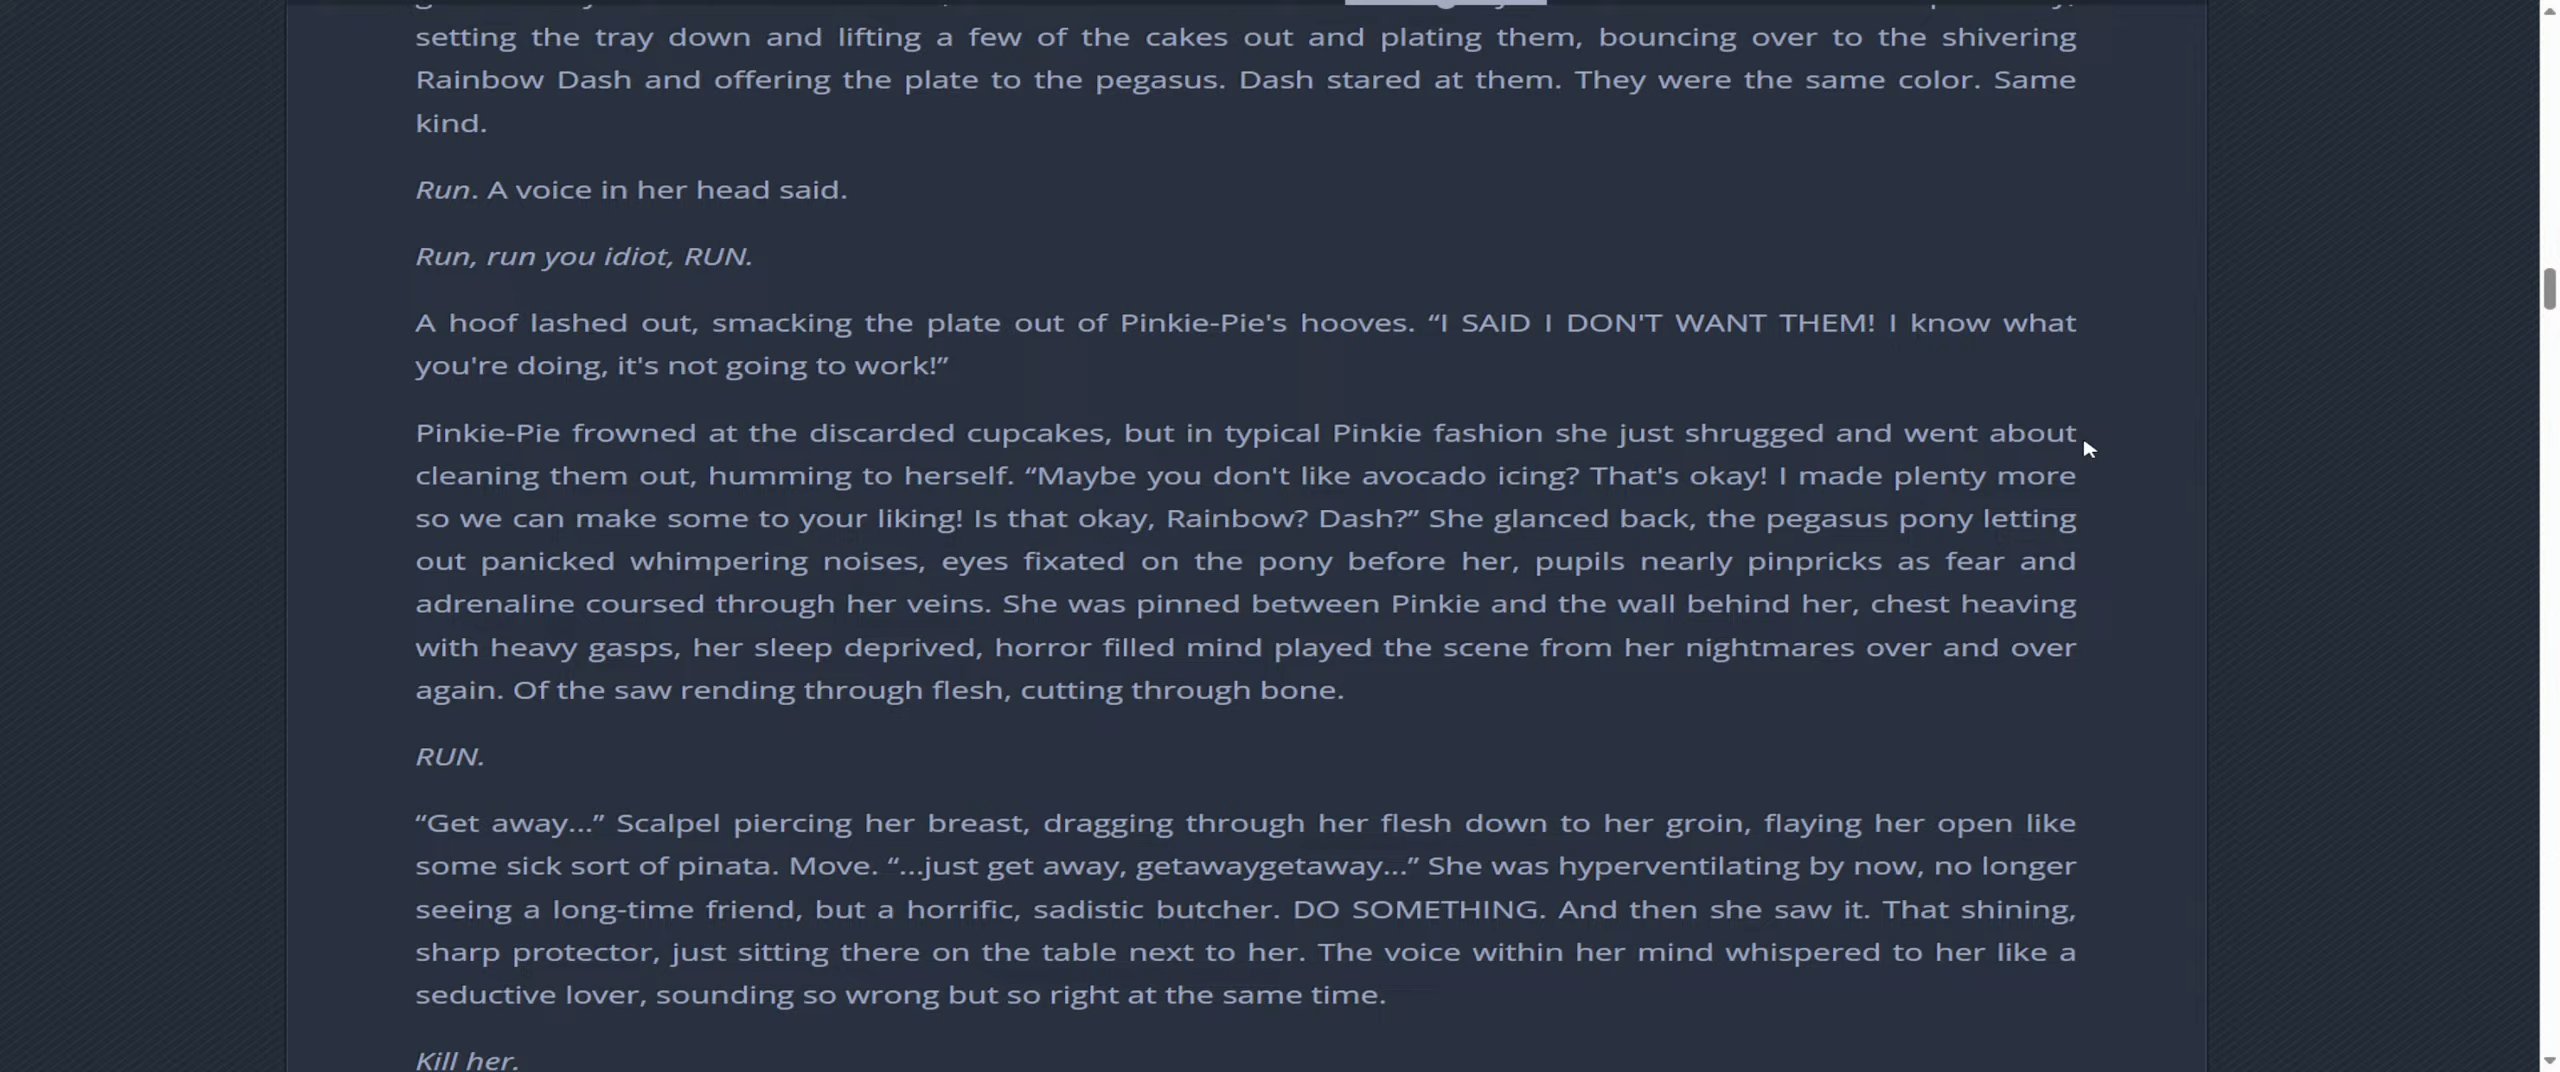 setting the tray down and lifting a few of the cakes out and plating them, bouncing over to the shivering
Rainbow Dash and offering the plate to the pegasus. Dash stared at them. They were the same color. Same
kind.
Run. A voice in her head said.
Run, run you idiot, RUN.
A hoof lashed out, smacking the plate out of Pinkie-Pie's hooves. “I SAID I DON'T WANT THEM! I know what
you're doing, it's not going to work!”
Pinkie-Pie frowned at the discarded cupcakes, but in typical Pinkie fashion she just shrugged and went about
cleaning them out, humming to herself. “Maybe you don't like avocado icing? That's okay! I made plenty more
so we can make some to your liking! Is that okay, Rainbow? Dash?” She glanced back, the pegasus pony letting
out panicked whimpering noises, eyes fixated on the pony before her, pupils nearly pinpricks as fear and
adrenaline coursed through her veins. She was pinned between Pinkie and the wall behind her, chest heaving
with heavy gasps, her sleep deprived, horror filled mind played the scene from her nightmares over and over
again. Of the saw rending through flesh, cutting through bone.
RUN.
“Get away...” Scalpel piercing her breast, dragging through her flesh down to her groin, flaying her open like
some sick sort of pinata. Move. “...just get away, getawaygetaway...” She was hyperventilating by now, no longer
seeing a long-time friend, but a horrific, sadistic butcher. DO SOMETHING. And then she saw it. That shining,
sharp protector, just sitting there on the table next to her. The voice within her mind whispered to her like a
seductive lover, sounding so wrong but so right at the same time.
Kill her.